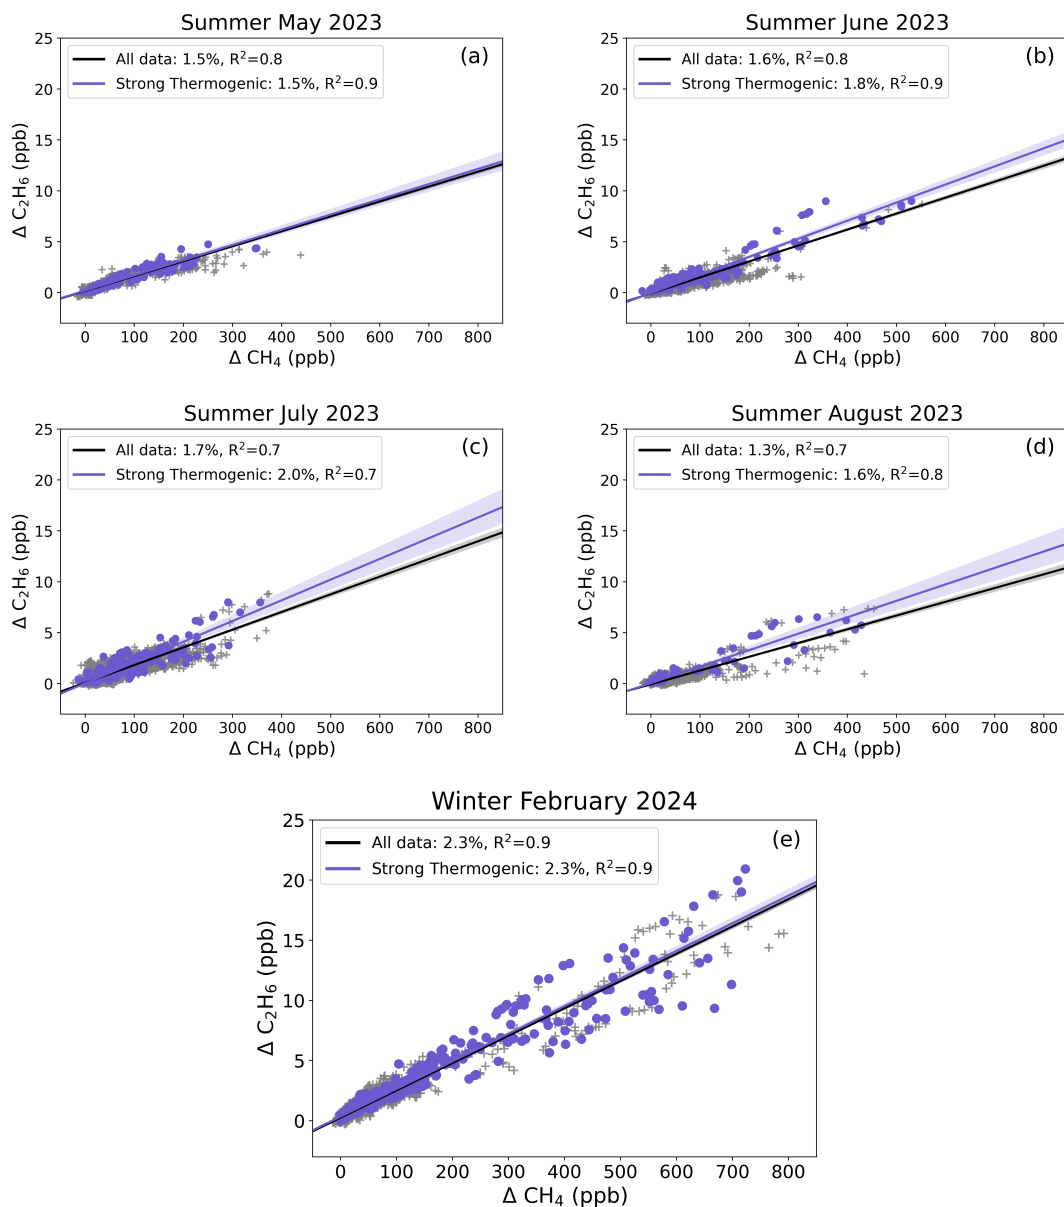 Summer May 2023
(a)
All data: 1.5%, R²=0.8
Strong Thermogenic: 1.5%, R²=0.9
25
20
15
10
5
0
Δ C₂H₆ (ppb)
0 100 200 300 400 500 600 700 800
Δ CH₄ (ppb)
Summer June 2023
(b)
All data: 1.6%, R²=0.8
Strong Thermogenic: 1.8%, R²=0.9
25
20
15
10
5
0
Δ C₂H₆ (ppb)
0 100 200 300 400 500 600 700 800
Δ CH₄ (ppb)
Summer July 2023
(c)
All data: 1.7%, R²=0.7
Strong Thermogenic: 2.0%, R²=0.7
25
20
15
10
5
0
Δ C₂H₆ (ppb)
0 100 200 300 400 500 600 700 800
Δ CH₄ (ppb)
Summer August 2023
(d)
All data: 1.3%, R²=0.7
Strong Thermogenic: 1.6%, R²=0.8
25
20
15
10
5
0
Δ C₂H₆ (ppb)
0 100 200 300 400 500 600 700 800
Δ CH₄ (ppb)
Winter February 2024
(e)
All data: 2.3%, R²=0.9
Strong Thermogenic: 2.3%, R²=0.9
25
20
15
10
5
0
Δ C₂H₆ (ppb)
0 100 200 300 400 500 600 700 800
Δ CH₄ (ppb)